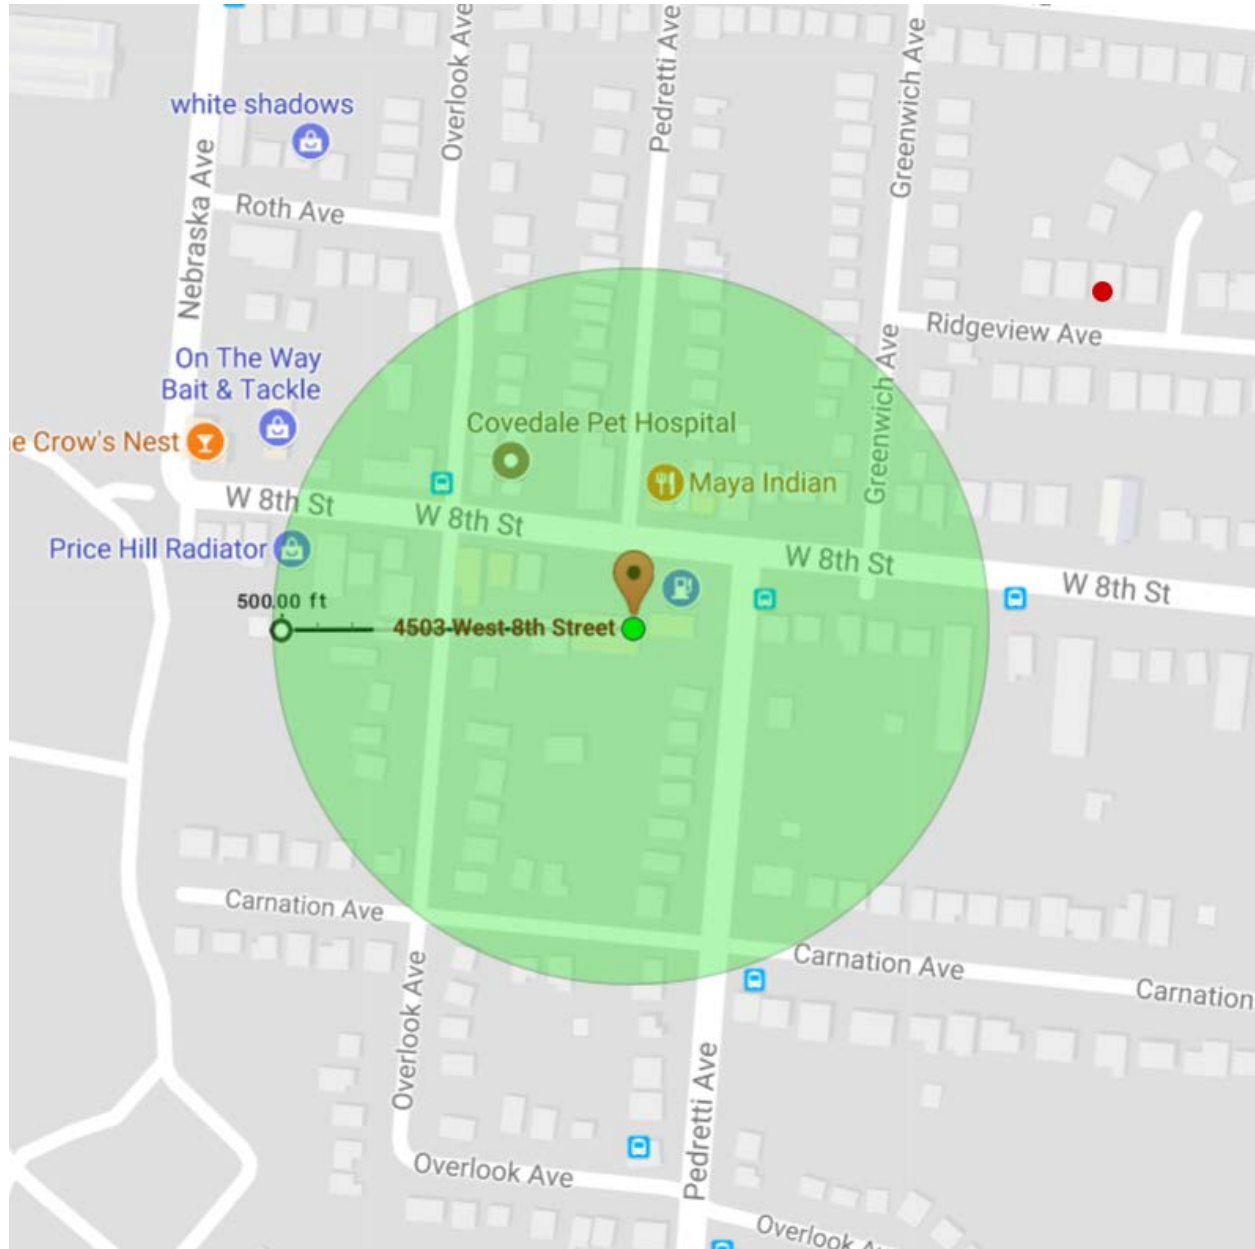 Overlook Ave
Pedretti Ave
Greenwich Ave
white shadows
Nebraska Ave
Roth Ave
Ridgeview Ave
On The Way
Bait & Tackle
Greenwich Ave
Covedale Pet Hospital
e Crow's Nest
Maya Indian
W 8th St
W 8th St
W 8th St
W 8th St
Price Hill Radiator
500.00 ft
4503 West 8th Street
Carnation Ave
Carnation Ave
Carnation
Overlook Ave
Pedretti Ave
Overlook Ave
Overlook A